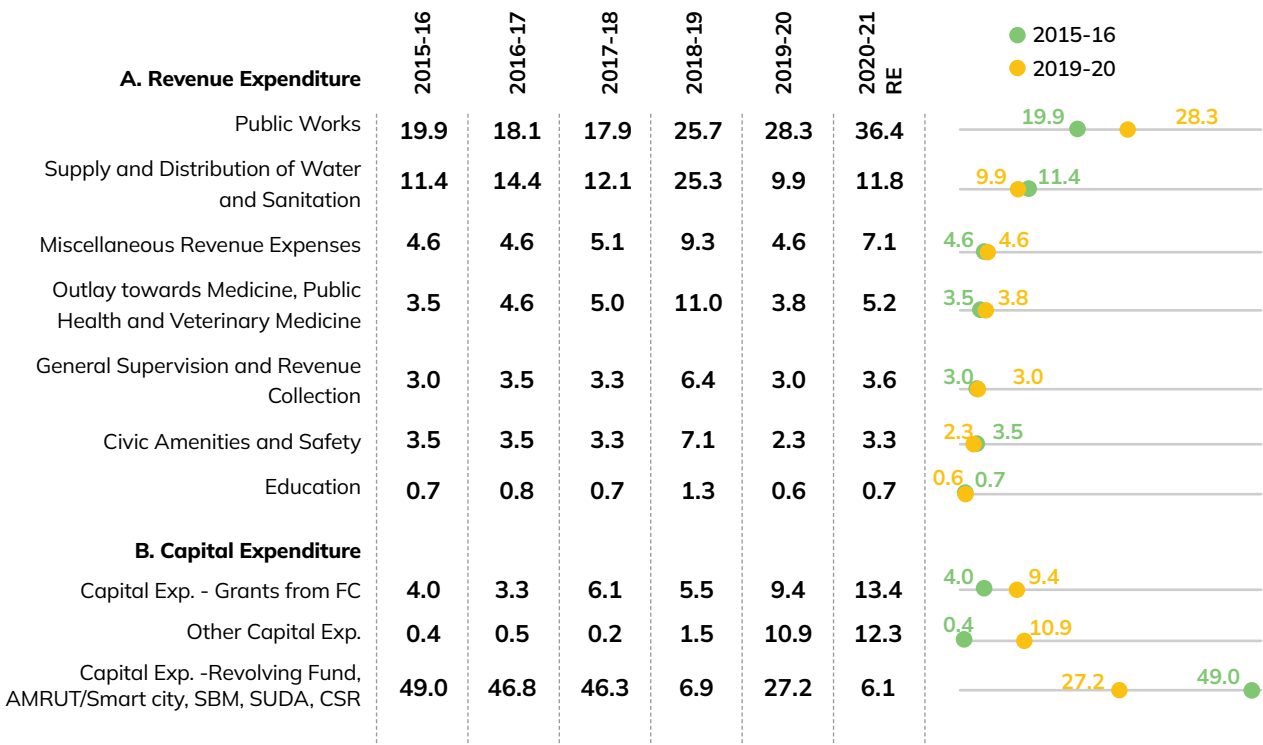 A. Revenue Expenditure 2015-16 2016-17 2017-18 2018-19 2019-20 2020-21 RE
2015-16
2019-20
Public Works 19.9 18.1 17.9 25.7 28.3 36.4 19.9 28.3
Supply and Distribution of Water
and Sanitation 11.4 14.4 12.1 25.3 9.9 11.8 9.9 11.4
Miscellaneous Revenue Expenses 4.6 4.6 5.1 9.3 4.6 7.1 4.6 4.6
Outlay towards Medicine, Public
Health and Veterinary Medicine 3.5 4.6 5.0 11.0 3.8 5.2 3.5 3.8
General Supervision and Revenue
Collection 3.0 3.5 3.3 6.4 3.0 3.6 3.0 3.0
Civic Amenities and Safety 3.5 3.5 3.3 7.1 2.3 3.3 2.3 3.5
Education 0.7 0.8 0.7 1.3 0.6 0.7 0.6 0.7
B. Capital Expenditure
Capital Exp. - Grants from FC 4.0 3.3 6.1 5.5 9.4 13.4 4.0 9.4
Other Capital Exp. 0.4 0.5 0.2 1.5 10.9 12.3 0.4 10.9
Capital Exp. -Revolving Fund,
AMRUT/Smart city, SBM, SUDA, CSR 49.0 46.8 46.3 6.9 27.2 6.1 27.2 49.0